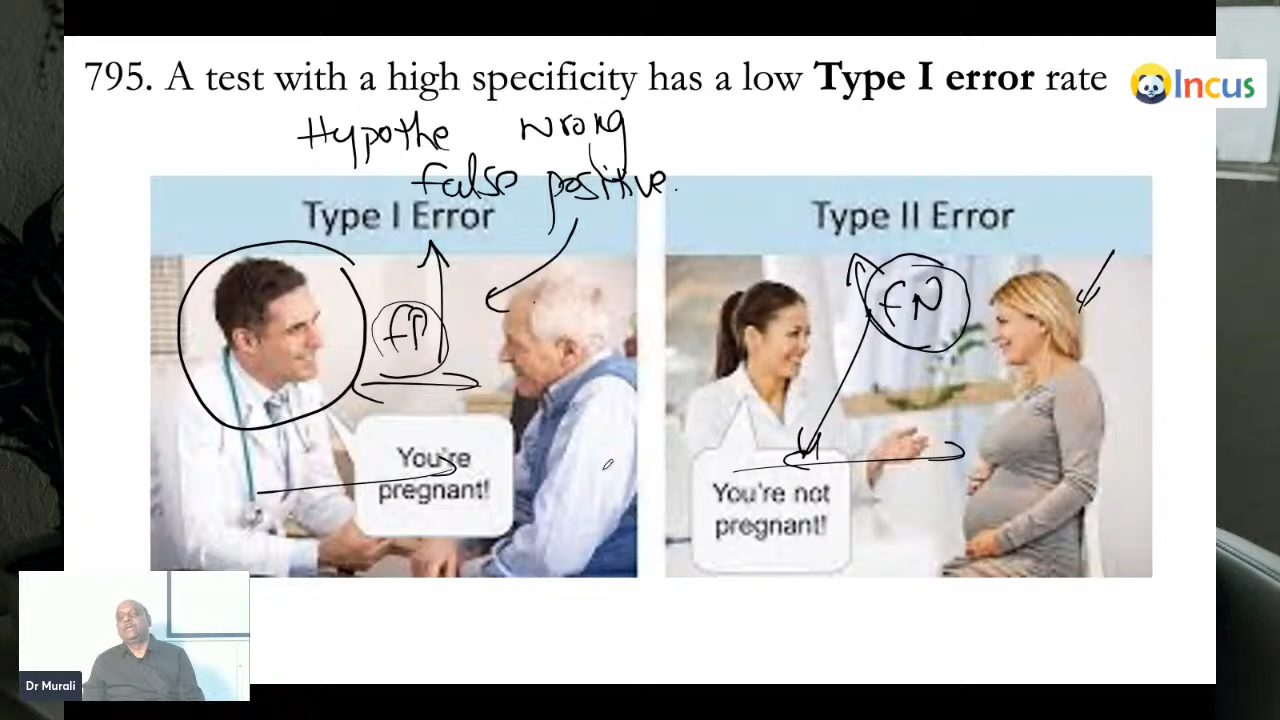 795. A test with a high specificity has a low Type I error rate
Incus
Hypothe wrong
false positive.
Type I Error
Type II Error
FP
FN
You're
pregnant!
You're not
pregnant!
Dr Murali